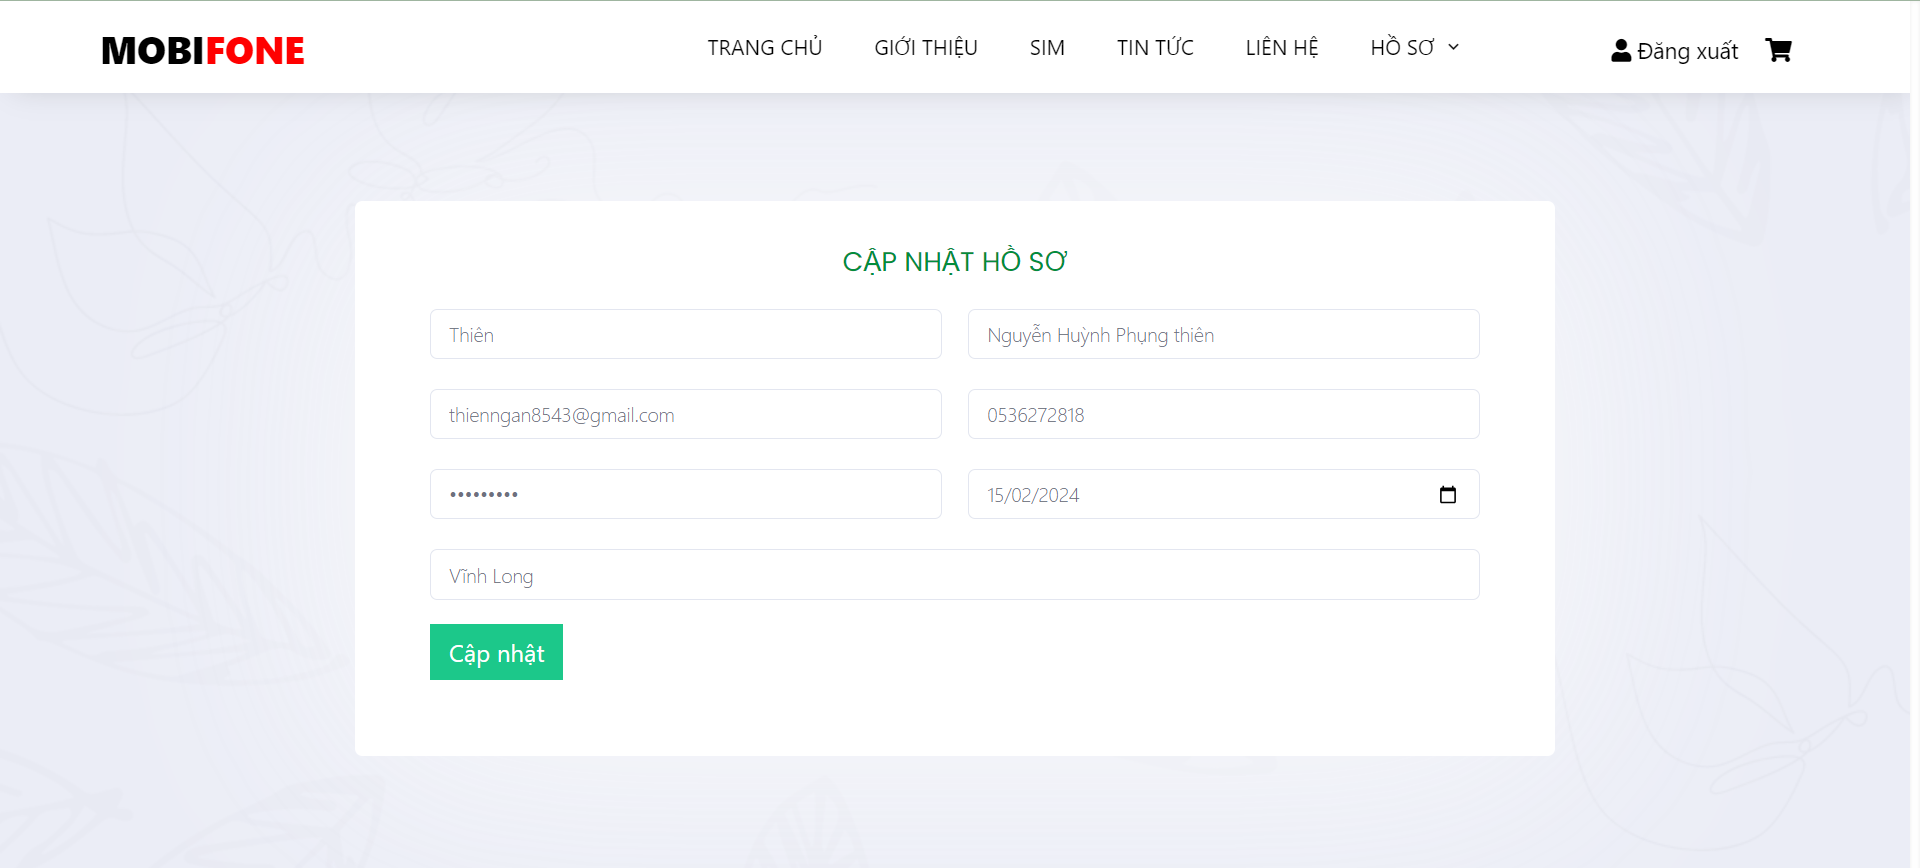 MOBIFONE TRANG CHỦ GIỚI THIỆU SIM TIN TỨC LIÊN HỆ HỒ SƠ Đăng xuất
CẬP NHẬT HỒ SƠ
Thiên Nguyễn Huỳnh Phụng thiên
thienngan8543@gmail.com 0536272818
••••••••• 15/02/2024
Vĩnh Long
Cập nhật